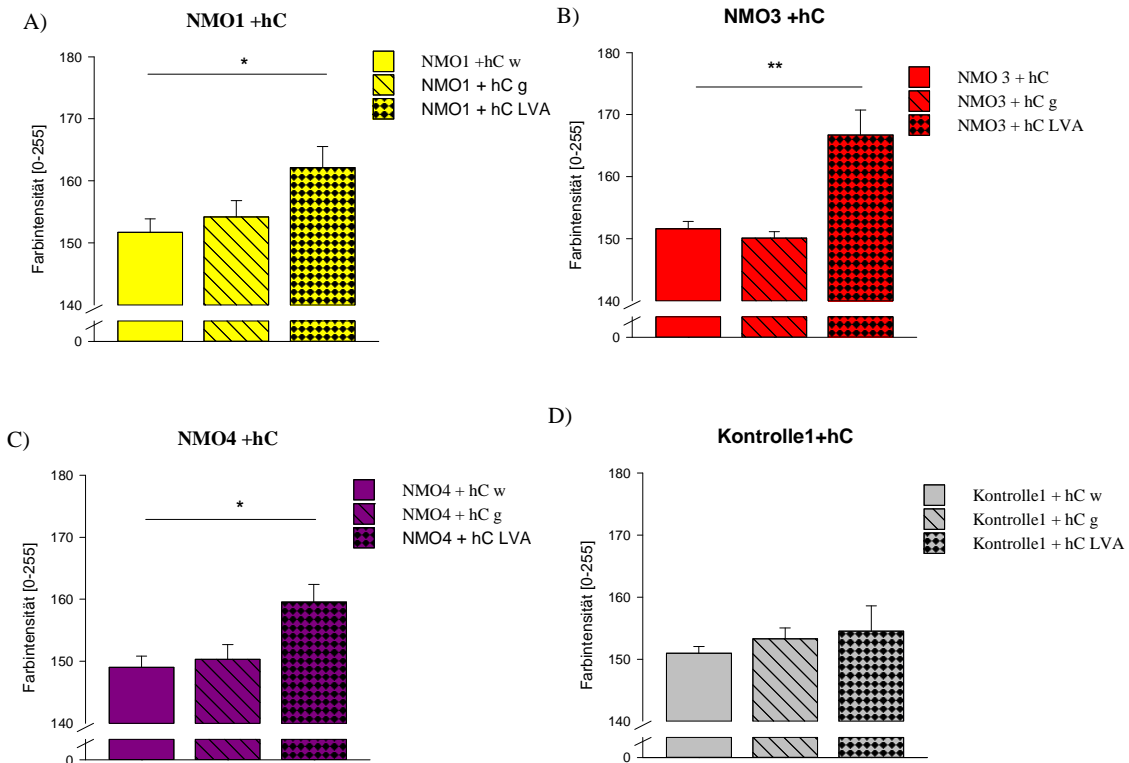 A)
NMO1 +hC
*
NMO1 +hC w
NMO1 + hC g
NMO1 + hC LVA
Farbintensität [0-255]
180
170
160
150
140
0
B)
NMO3 +hC
**
NMO 3 + hC
NMO3 + hC g
NMO3 + hC LVA
Farbintensität [0-255]
180
170
160
150
140
0
C)
NMO4 +hC
*
NMO4 + hC w
NMO4 + hC g
NMO4 + hC LVA
Farbintensität [0-255]
180
170
160
150
140
0
D)
Kontrolle1+hC
Kontrolle1 + hC w
Kontrolle1 + hC g
Kontrolle1 + hC LVA
Farbintensität [0-255]
180
170
160
150
140
0